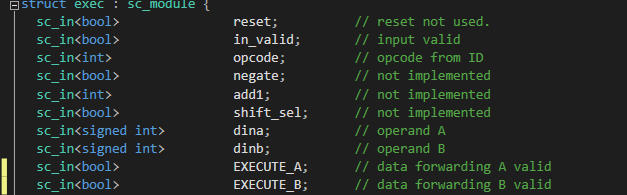 struct exec : sc_module {
sc_in<bool> reset; // reset not used.
sc_in<bool> in_valid; // input valid
sc_in<int> opcode; // opcode from ID
sc_in<bool> negate; // not implemented
sc_in<int> add1; // not implemented
sc_in<bool> shift_sel; // not implemented
sc_in<signed int> dina; // operand A
sc_in<signed int> dinb; // operand B
sc_in<bool> EXECUTE_A; // data forwarding A valid
sc_in<bool> EXECUTE_B; // data forwarding B valid